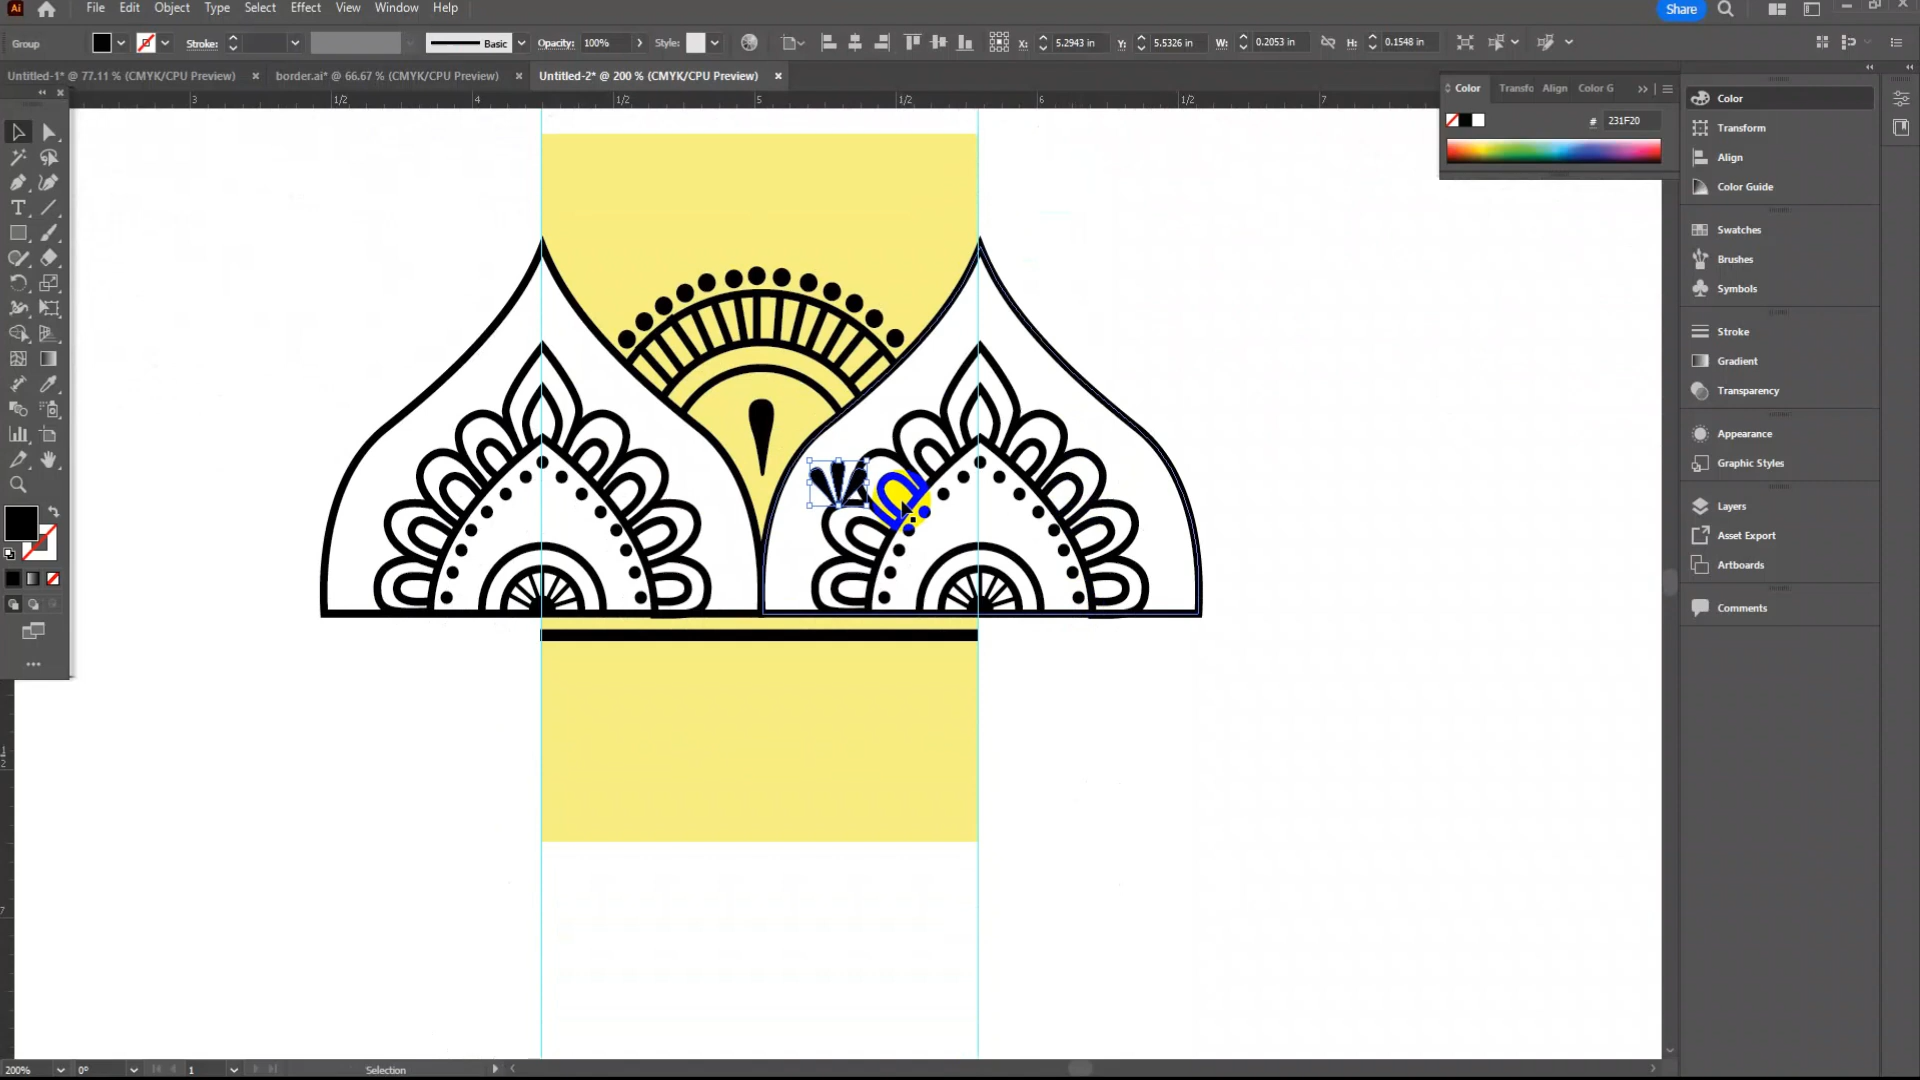 Ai File Edit Object Type Select Effect View Window Help Share
Group Stroke: Basic Opacity: 100% Style: X: 5.2943 in Y: 5.5326 in W: 0.2053 in H: 0.1548 in
Untitled-1* @ 77.11 % (CMYK/CPU Preview) border.ai* @ 66.67 % (CMYK/CPU Preview) Untitled-2* @ 200 % (CMYK/CPU Preview)
3 1/2 4 1/2 5 1/2 6 1/2 7
Color Transfo Align Color G
# 231F20
Color
Transform
Align
Color Guide
Swatches
Brushes
Symbols
Stroke
Gradient
Transparency
Appearance
Graphic Styles
Layers
Asset Export
Artboards
Comments
1
2
7
200% 0° 1 Selection